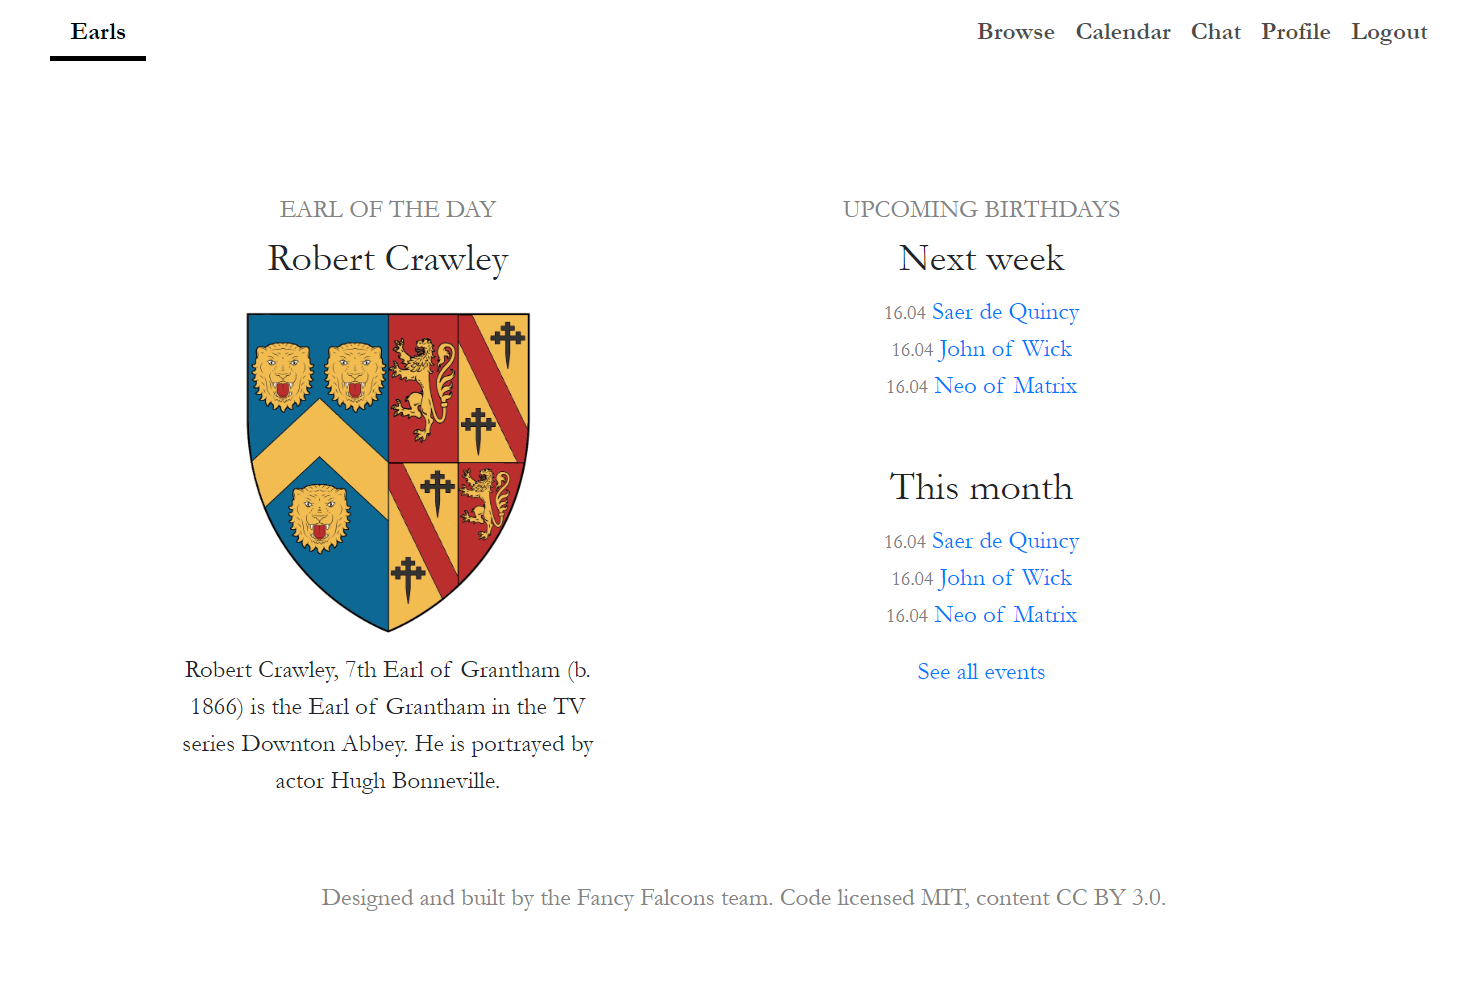 Earls
Browse Calendar Chat Profile Logout
EARL OF THE DAY
Robert Crawley
Robert Crawley, 7th Earl of Grantham (b.
1866) is the Earl of Grantham in the TV
series Downton Abbey. He is portrayed by
actor Hugh Bonneville.
UPCOMING BIRTHDAYS
Next week
16.04 Saer de Quincy
16.04 John of Wick
16.04 Neo of Matrix
This month
16.04 Saer de Quincy
16.04 John of Wick
16.04 Neo of Matrix
See all events
Designed and built by the Fancy Falcons team. Code licensed MIT, content CC BY 3.0.